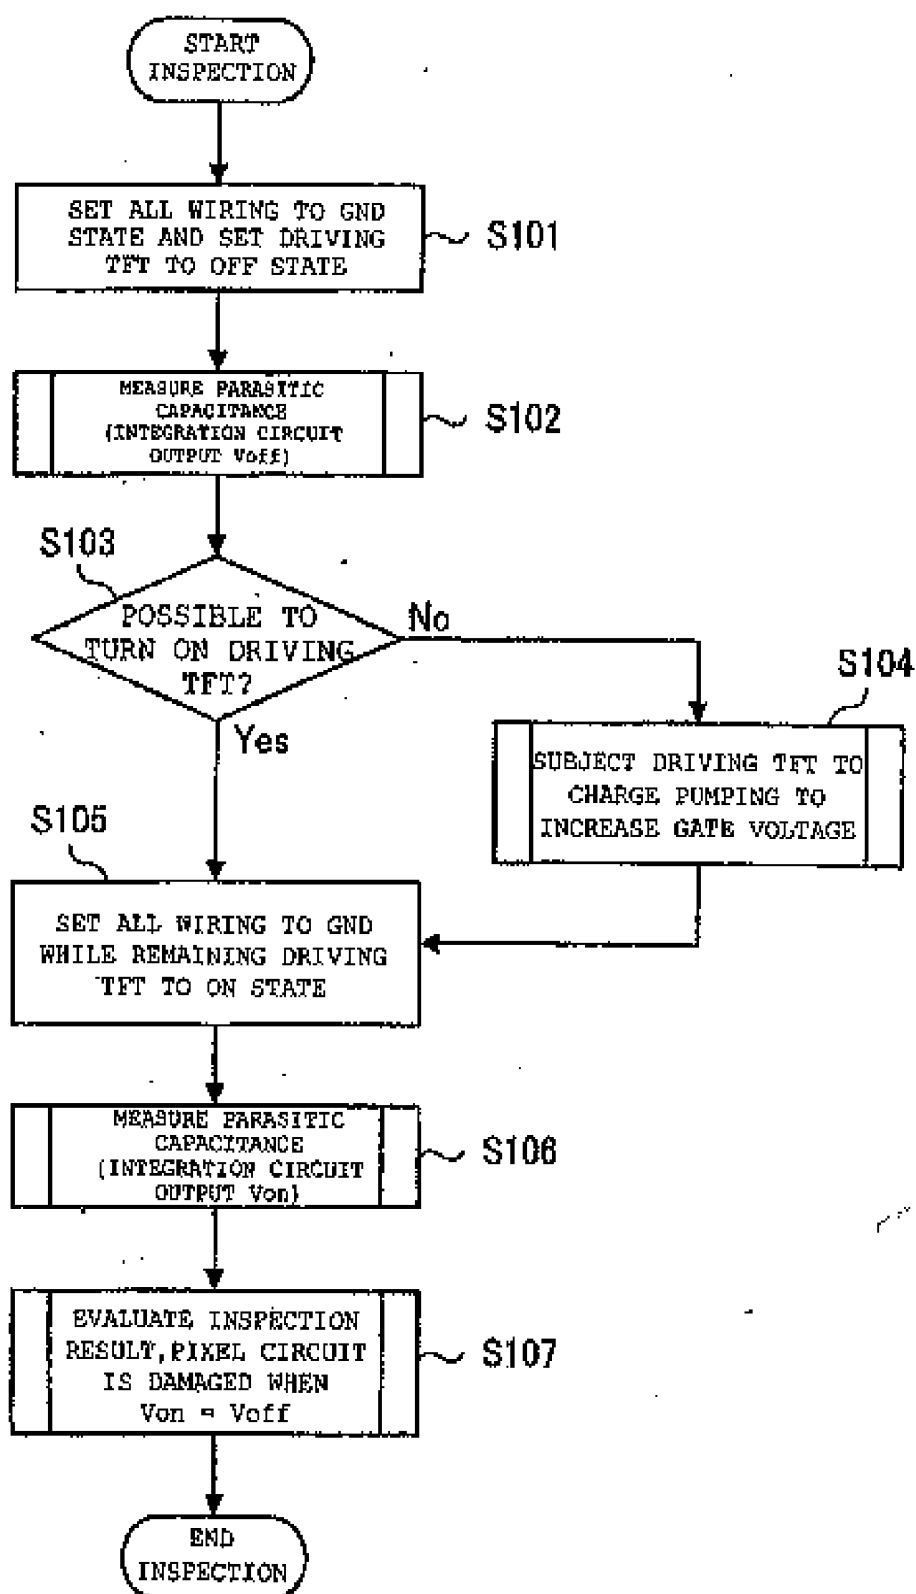 START
INSPECTION
SET ALL WIRING TO GND
STATE AND SET DRIVING
TFT TO OFF STATE
S101
MEASURE PARASITIC
CAPACITANCE
(INTEGRATION CIRCUIT
OUTPUT Voff)
S102
S103
POSSIBLE TO
TURN ON DRIVING
TFT?
No
Yes
S104
SUBJECT DRIVING TFT TO
CHARGE PUMPING TO
INCREASE GATE VOLTAGE
S105
SET ALL WIRING TO GND
WHILE REMAINING DRIVING
TFT TO ON STATE
MEASURE PARASITIC
CAPACITANCE
(INTEGRATION CIRCUIT
OUTPUT Von)
S106
EVALUATE INSPECTION
RESULT,PIXEL CIRCUIT
IS DAMAGED WHEN
Von = Voff
S107
END
INSPECTION